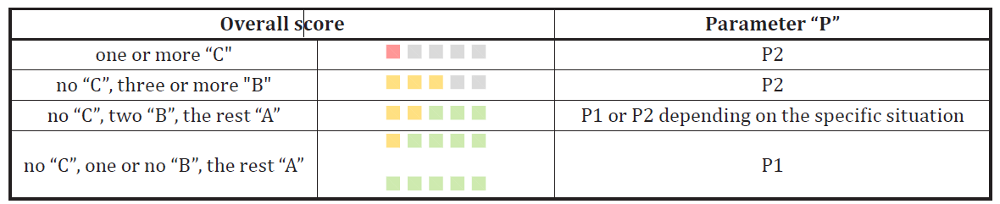 Overall score Parameter “P”
one or more “C" P2
no “C”, three or more "B" P2
no “C”, two “B”, the rest “A” P1 or P2 depending on the specific situation
no “C”, one or no “B”, the rest “A” P1